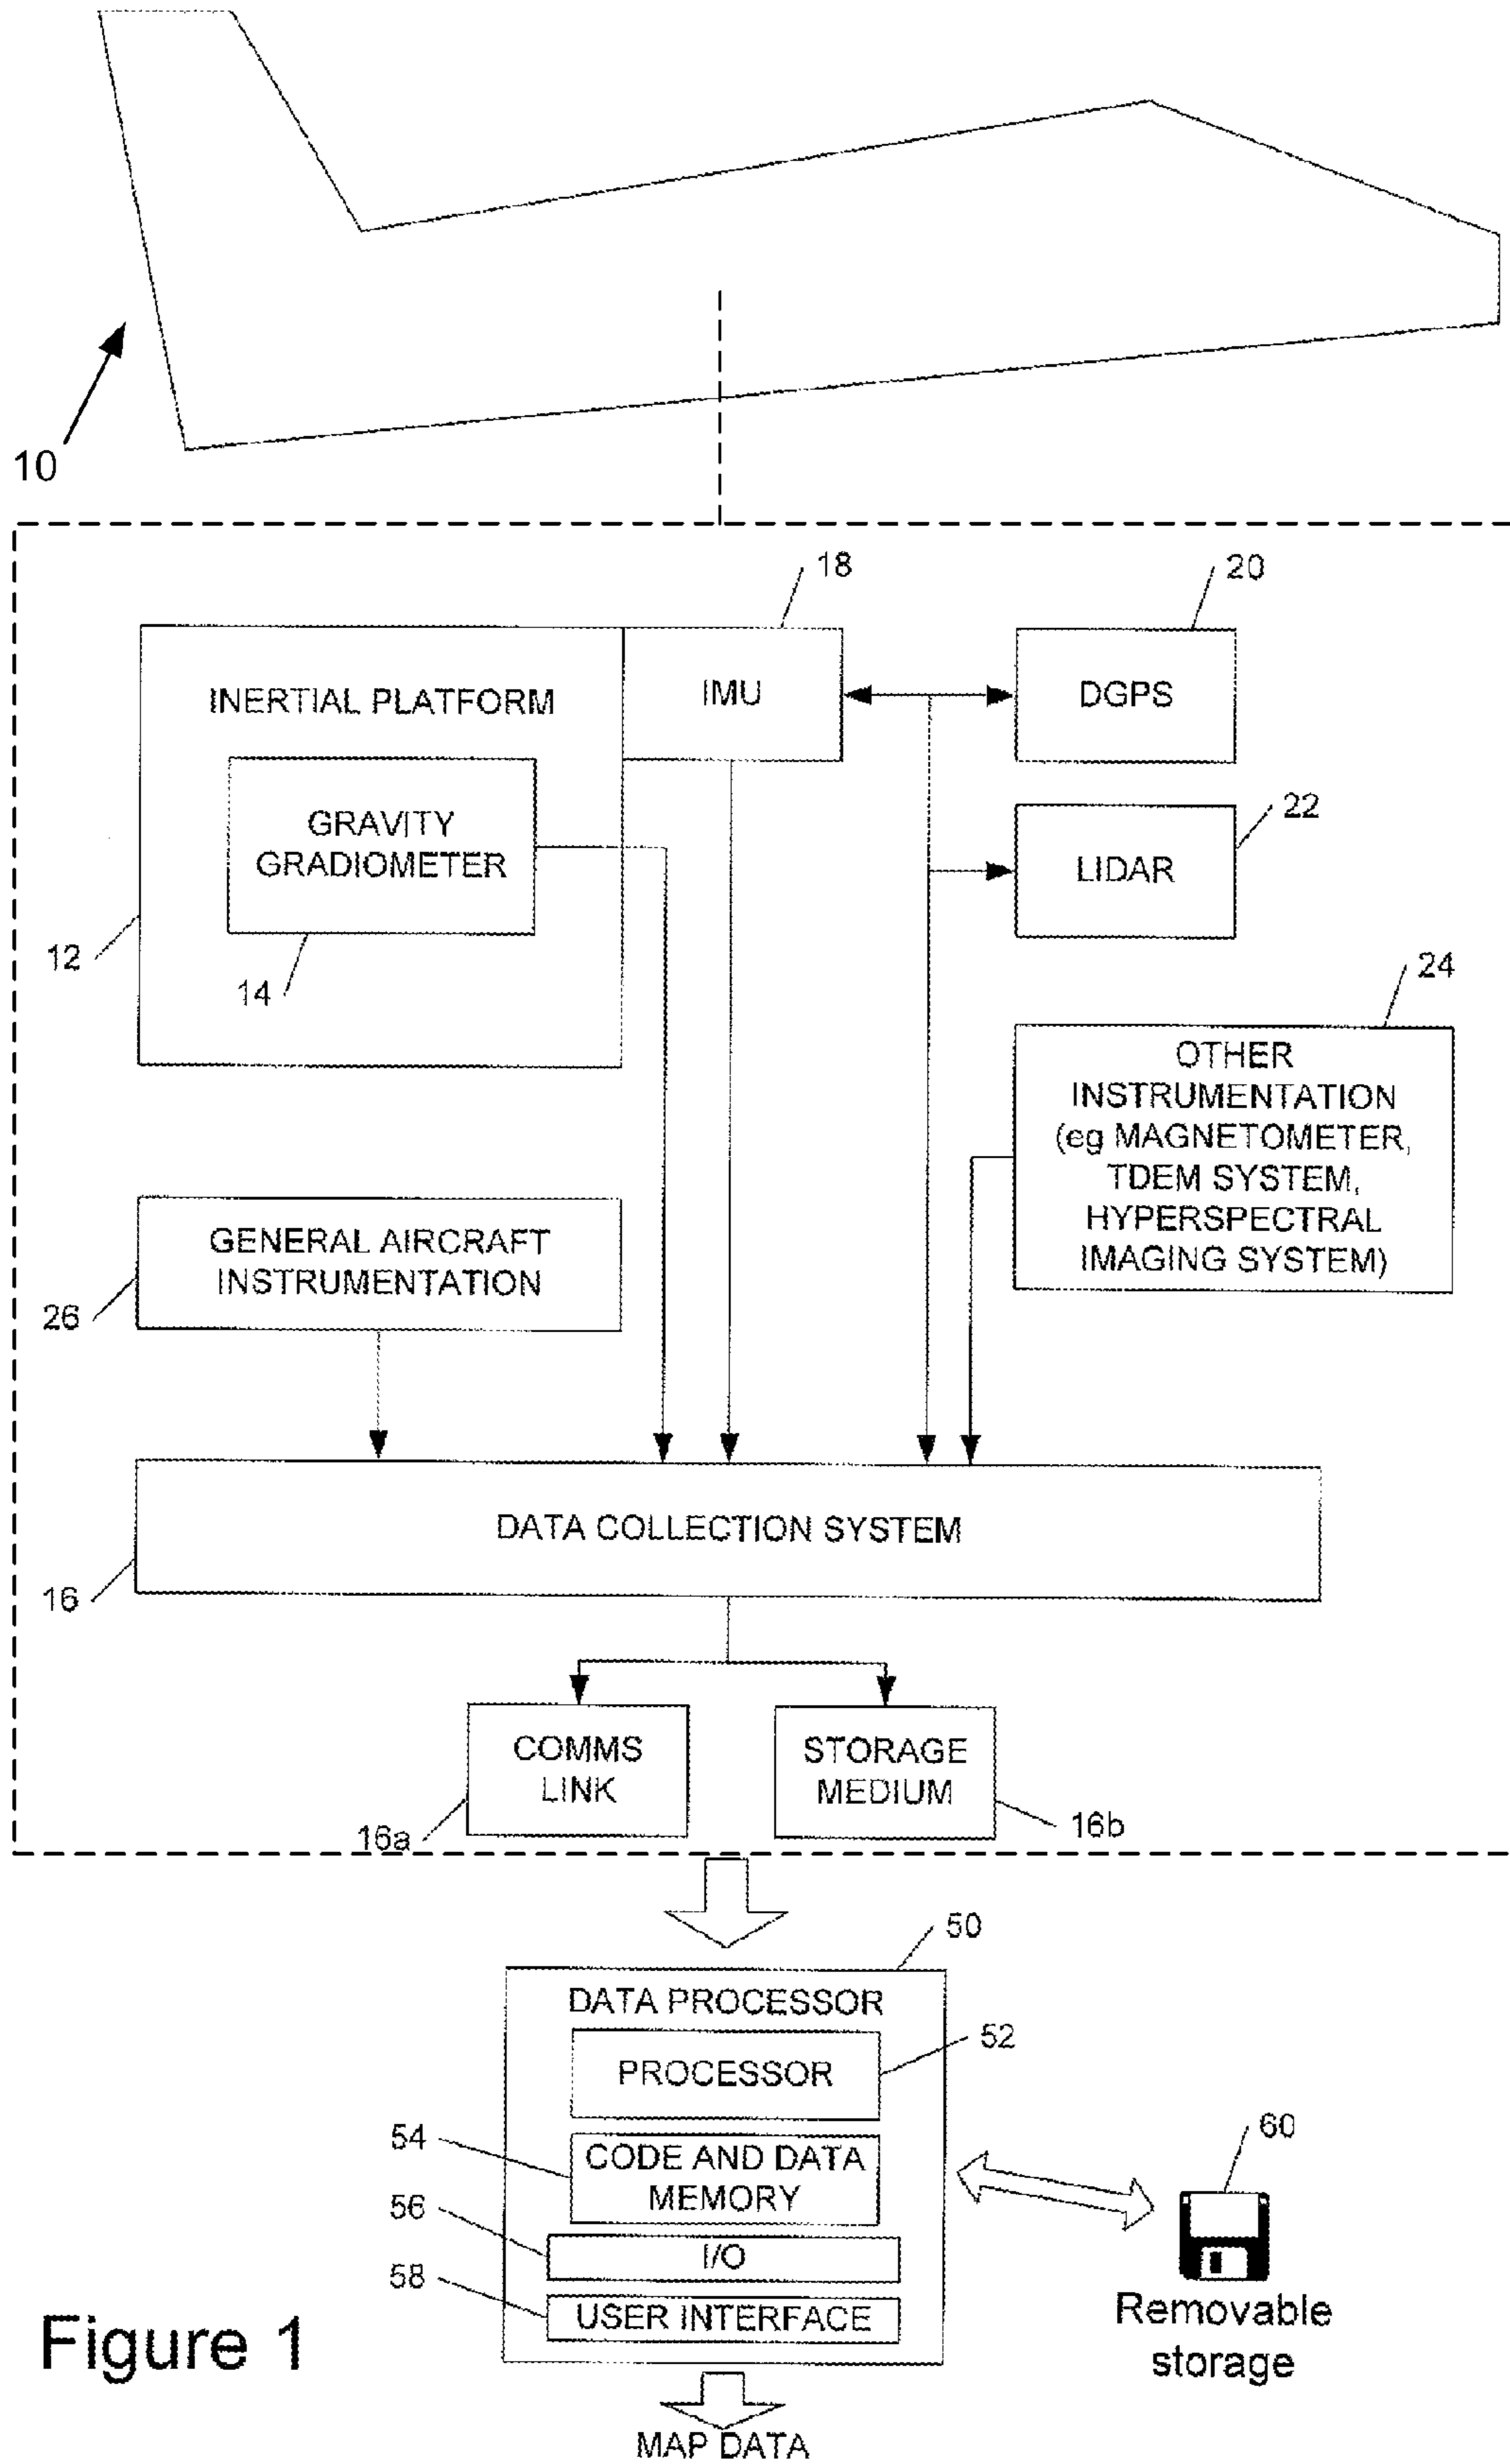 10
18
20
INERTIAL PLATFORM
IMU
DGPS
GRAVITY
GRADIOMETER
22
LIDAR
12
14
24
OTHER
INSTRUMENTATION
(eg MAGNETOMETER,
TDEM SYSTEM,
HYPERSPECTRAL
IMAGING SYSTEM)
GENERAL AIRCRAFT
INSTRUMENTATION
26
DATA COLLECTION SYSTEM
16
COMMS
LINK
STORAGE
MEDIUM
16a
16b
50
DATA PROCESSOR
52
PROCESSOR
54
CODE AND DATA
MEMORY
56
I/O
58
USER INTERFACE
60
Removable
storage
Figure 1
MAP DATA